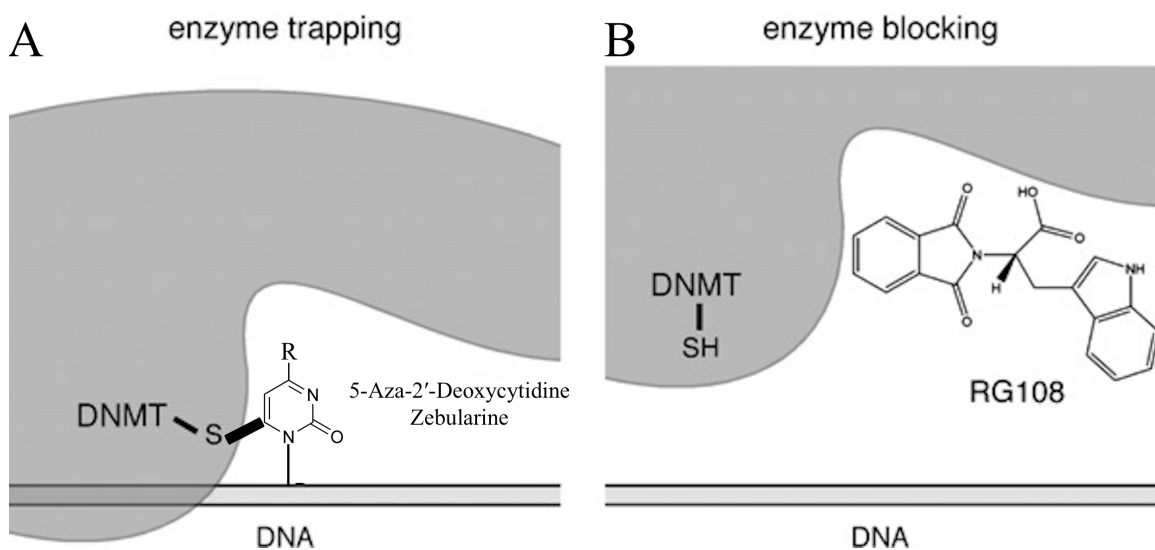 A
enzyme trapping
R
N
N
O
DNMT
S
5-Aza-2′-Deoxycytidine
Zebularine
DNA
B
enzyme blocking
O
HO
O
N
H
O
NH
DNMT
SH
RG108
DNA